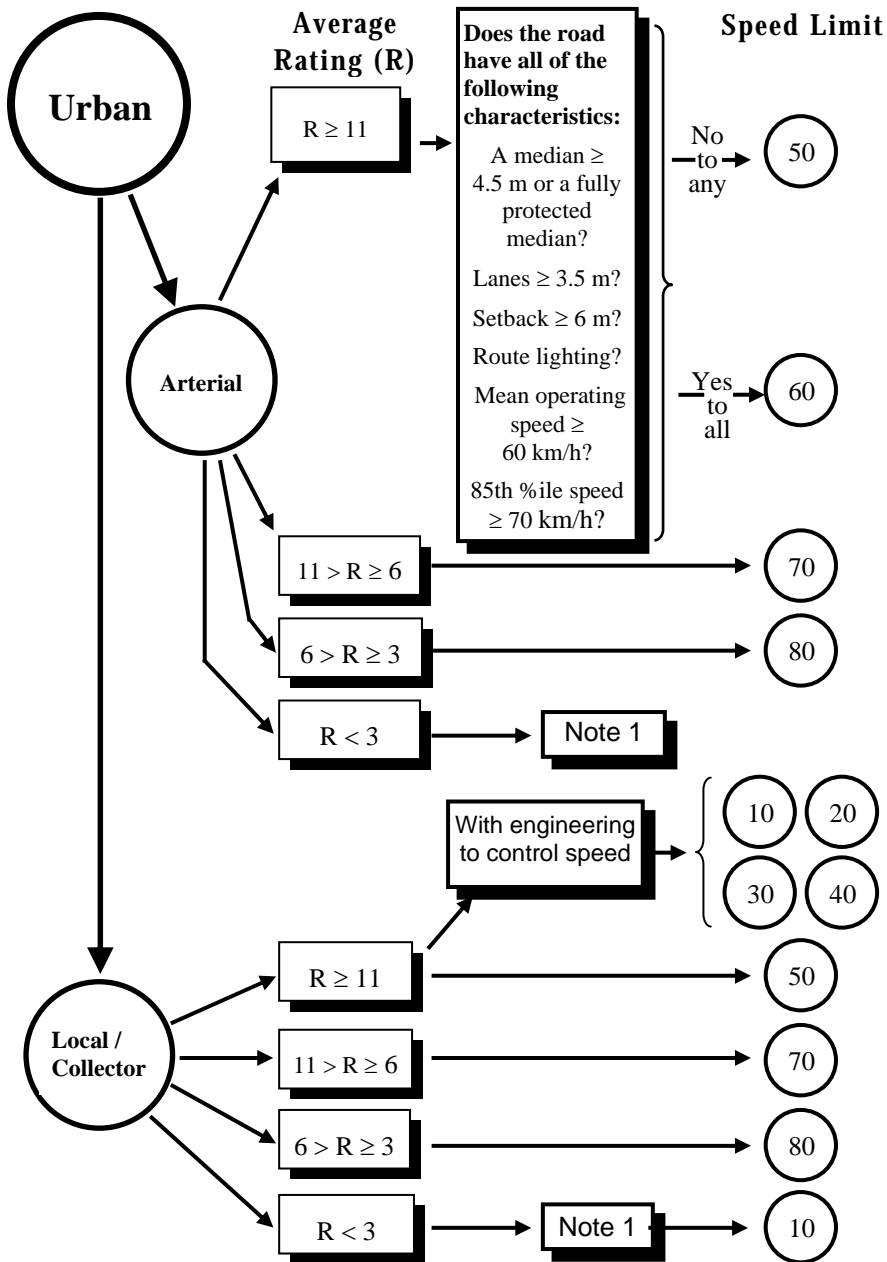 Average
Rating (R)
Speed Limit
Urban
R ≥ 11
Does the road
have all of the
following
characteristics:
A median ≥
4.5 m or a fully
protected
median?
Lanes ≥ 3.5 m?
Setback ≥ 6 m?
Route lighting?
Mean operating
speed ≥
60 km/h?
85th %ile speed
≥ 70 km/h?
No
to
any
50
Yes
to
all
60
Arterial
11 > R ≥ 6
70
6 > R ≥ 3
80
R < 3
Note 1
With engineering
to control speed
10
20
30
40
Local /
Collector
R ≥ 11
50
11 > R ≥ 6
70
6 > R ≥ 3
80
R < 3
Note 1
10